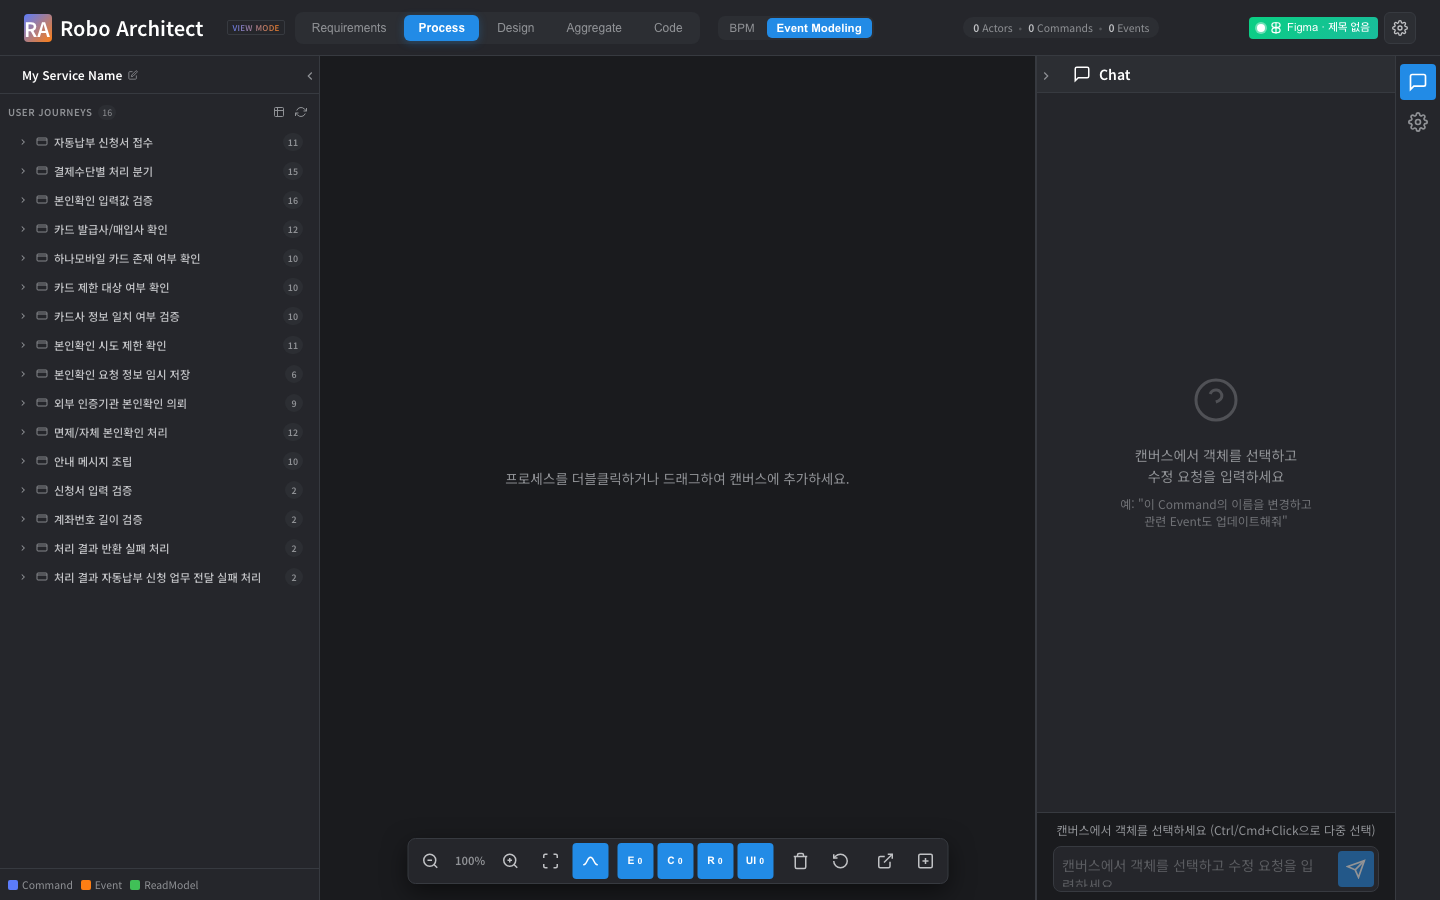 RA Robo Architect VIEW MODE Requirements Process Design Aggregate Code BPM Event Modeling 0 Actors • 0 Commands • 0 Events Figma · 제목 없음
My Service Name
USER JOURNEYS 16
자동납부 신청서 접수 11
결제수단별 처리 분기 15
본인확인 입력값 검증 16
카드 발급사/매입사 확인 12
하나모바일 카드 존재 여부 확인 10
카드 제한 대상 여부 확인 10
카드사 정보 일치 여부 검증 10
본인확인 시도 제한 확인 11
본인확인 요청 정보 임시 저장 6
외부 인증기관 본인확인 의뢰 9
면제/자체 본인확인 처리 12
안내 메시지 조립 10
신청서 입력 검증 2
계좌번호 길이 검증 2
처리 결과 반환 실패 처리 2
처리 결과 자동납부 신청 업무 전달 실패 처리 2
Command Event ReadModel
프로세스를 더블클릭하거나 드래그하여 캔버스에 추가하세요.
100% E 0 C 0 R 0 UI 0
Chat
캔버스에서 객체를 선택하고
수정 요청을 입력하세요
예: "이 Command의 이름을 변경하고
관련 Event도 업데이트해줘"
캔버스에서 객체를 선택하세요 (Ctrl/Cmd+Click으로 다중 선택)
캔버스에서 객체를 선택하고 수정 요청을 입
력하세요